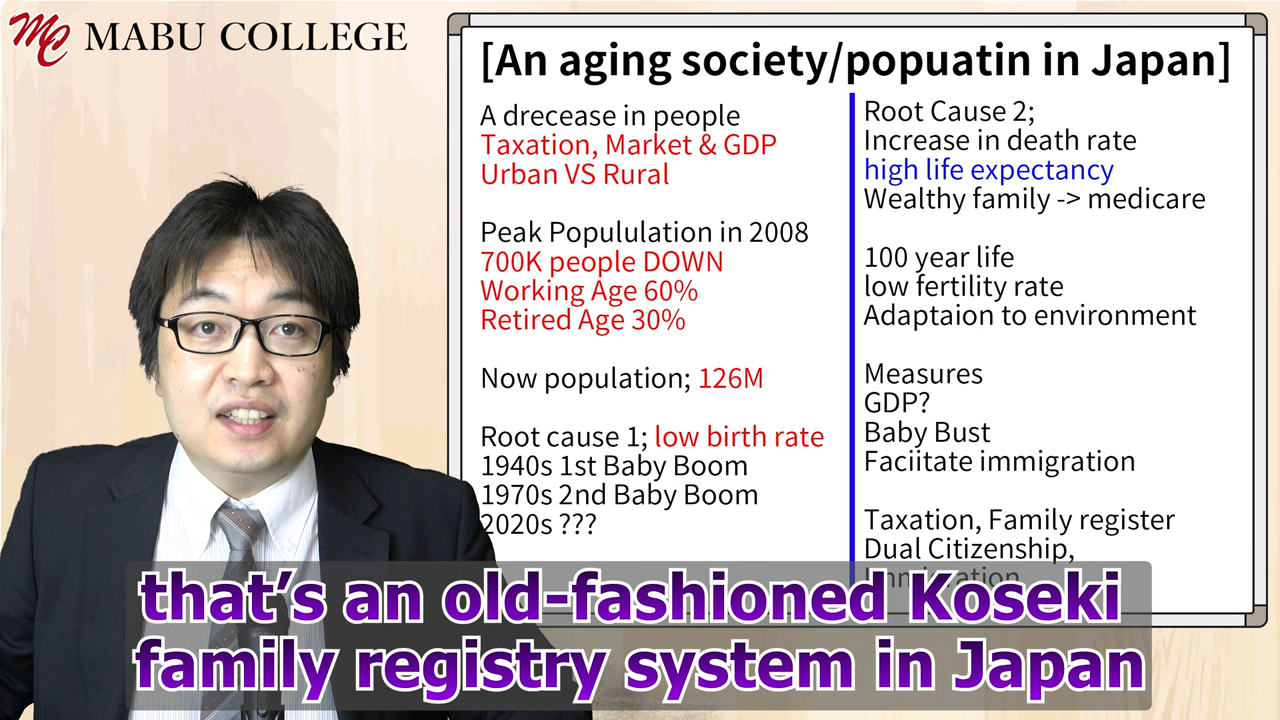 MC MABU COLLEGE
[An aging society/popuatin in Japan]
A drecease in people
Taxation, Market & GDP
Urban VS Rural
Peak Popululation in 2008
700K people DOWN
Working Age 60%
Retired Age 30%
Now population; 126M
Root cause 1; low birth rate
1940s 1st Baby Boom
1970s 2nd Baby Boom
2020s ???
Root Cause 2;
Increase in death rate
high life expectancy
Wealthy family -> medicare
100 year life
low fertility rate
Adaptaion to environment
Measures
GDP?
Baby Bust
Faciitate immigration
Taxation, Family register
Dual Citizenship,
that's an old-fashioned Koseki
family registry system in Japan